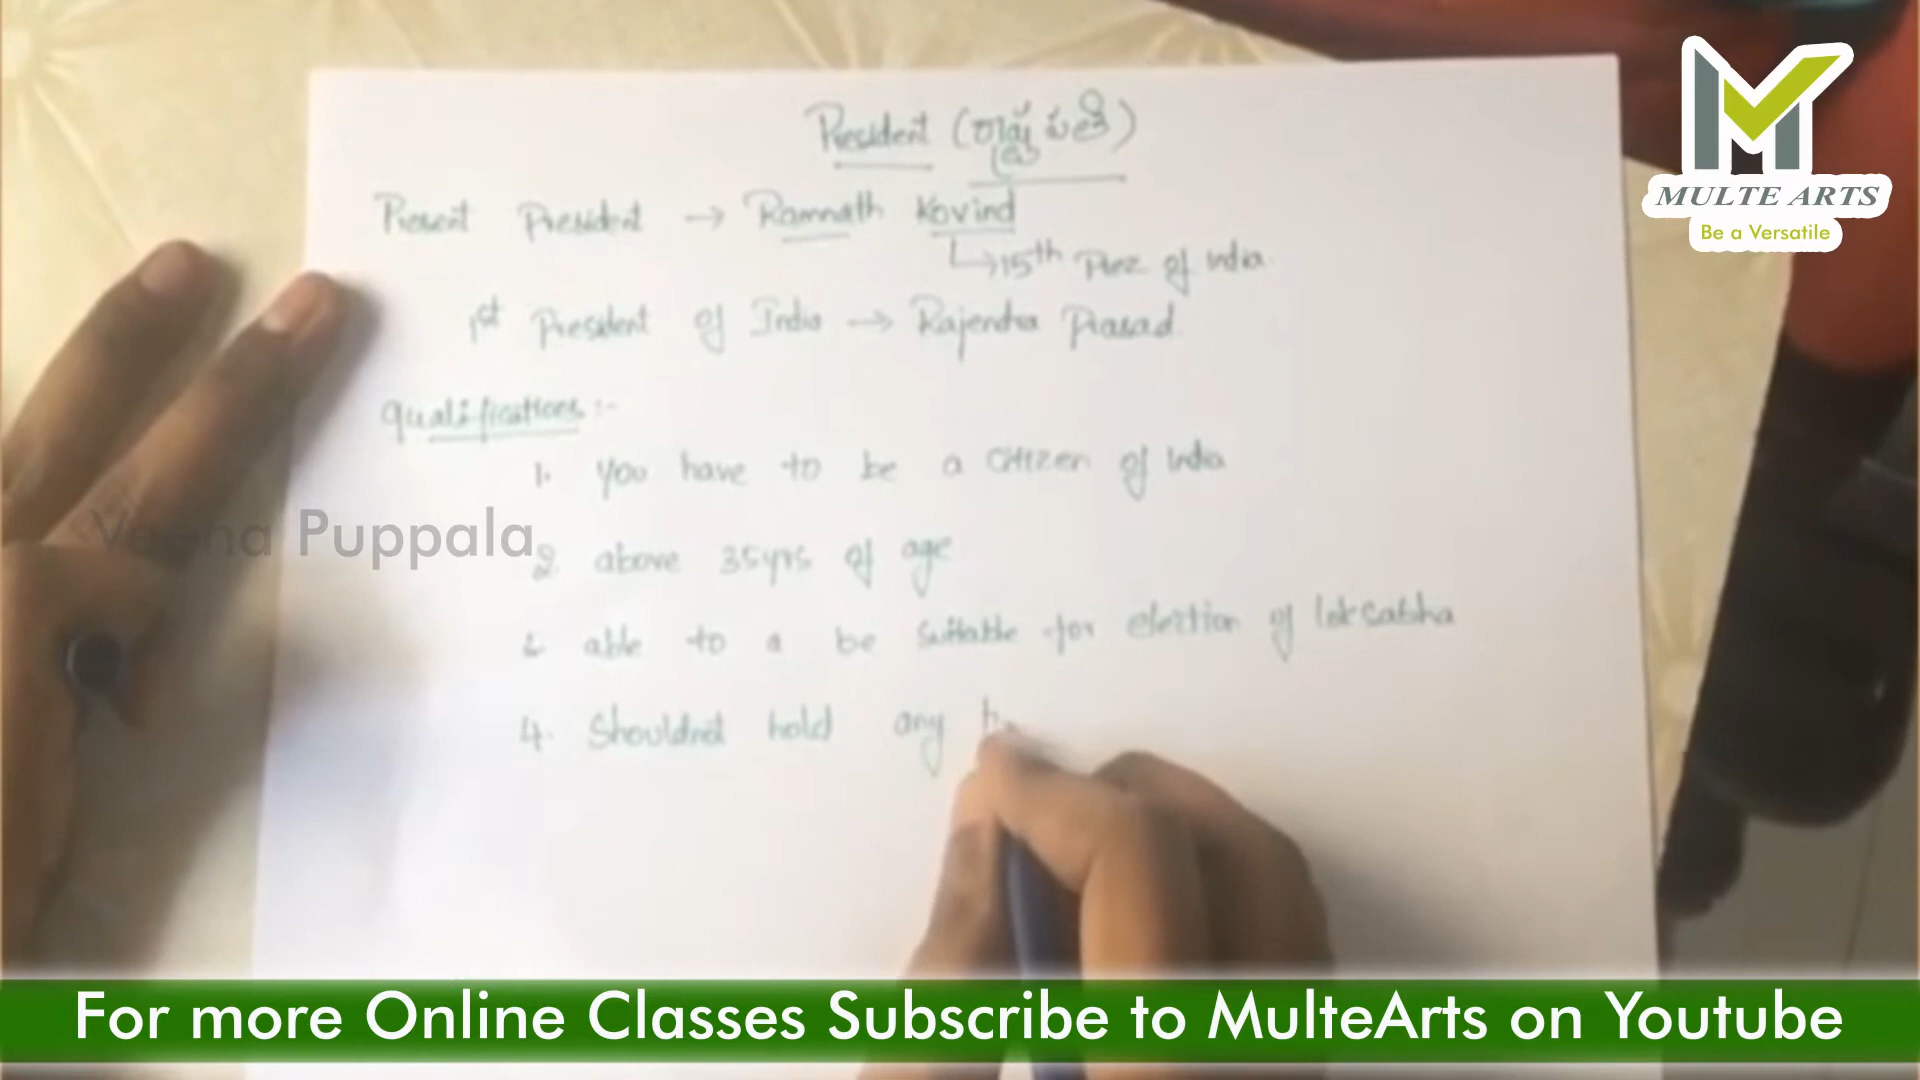 President (రాష్ట్రపతి)
Present President → Ramnath Kovind
↳ 15th Prez of India
1st President of India → Rajendra Prasad
Qualifications :-
1. You have to be a citizen of India
2. above 35yrs of age
able to a be suitable for election of loksabha
4. Shouldnot hold any
Veena Puppala
MULTE ARTS
Be a Versatile
For more Online Classes Subscribe to MulteArts on Youtube